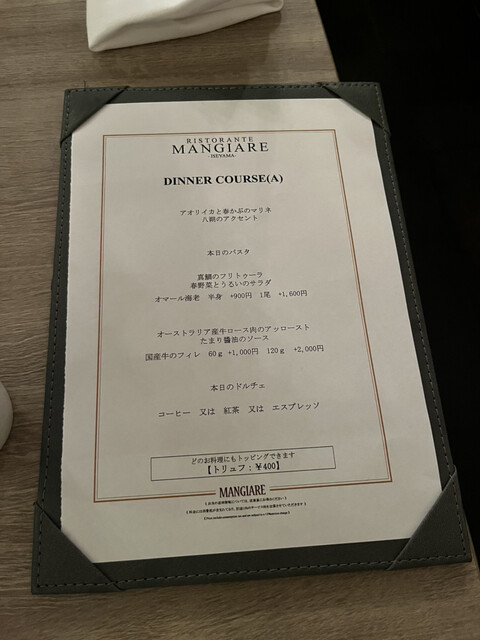 RISTORANTE
MANGIARE
-ISEYAMA-
DINNER COURSE(A)
アオリイカと春かぶのマリネ
八朔のアクセント
本日のパスタ
真鯛のフリトゥーラ
春野菜とうるいのサラダ
オマール海老 半身 +900円 1尾 +1,600円
オーストラリア産牛ロース肉のアッロースト
たまり醬油のソース
国産牛のフィレ 60g +1,000円 120g +2,000円
本日のドルチェ
コーヒー 又は 紅茶 又は エスプレッソ
どのお料理にもトッピングできます
【トリュフ：￥400】
MANGIARE